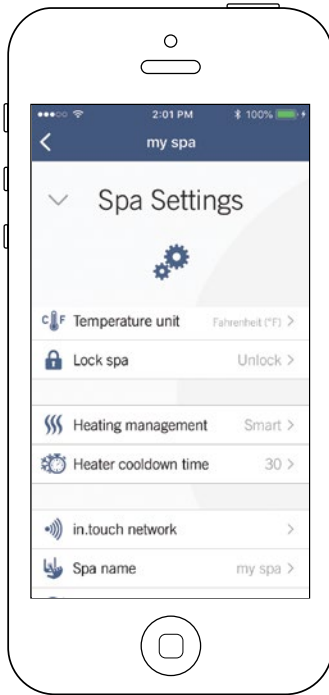 2:01 PM 100%
my spa
Spa Settings
C F Temperature unit Fahrenheit (°F)
Lock spa Unlock
Heating management Smart
Heater cooldown time 30
in.touch network
Spa name my spa